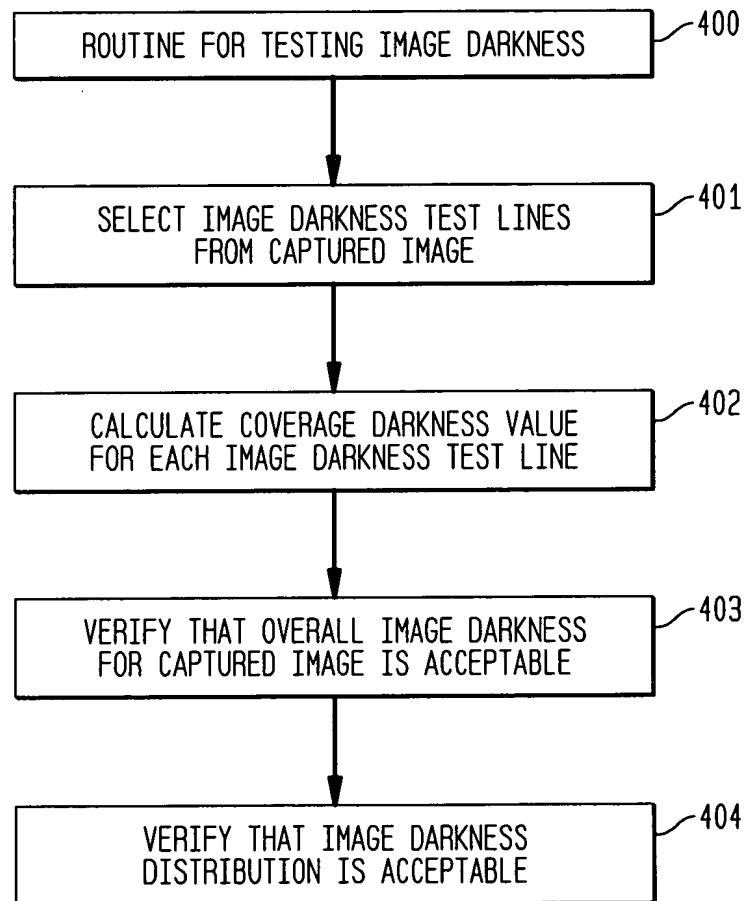 ROUTINE FOR TESTING IMAGE DARKNESS
400
SELECT IMAGE DARKNESS TEST LINES
FROM CAPTURED IMAGE
401
CALCULATE COVERAGE DARKNESS VALUE
FOR EACH IMAGE DARKNESS TEST LINE
402
VERIFY THAT OVERALL IMAGE DARKNESS
FOR CAPTURED IMAGE IS ACCEPTABLE
403
VERIFY THAT IMAGE DARKNESS
DISTRIBUTION IS ACCEPTABLE
404